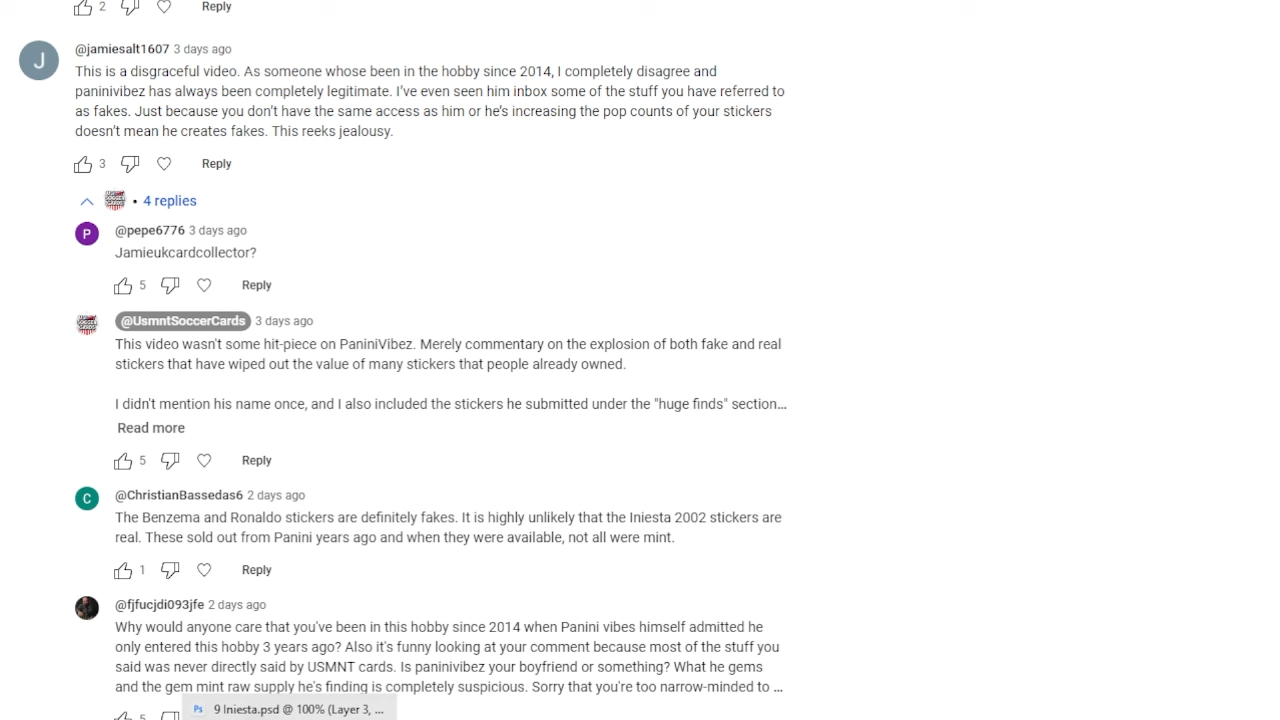 2 Reply
@jamiesalt1607 3 days ago
This is a disgraceful video. As someone whose been in the hobby since 2014, I completely disagree and
paninivibez has always been completely legitimate. I've even seen him inbox some of the stuff you have referred to
as fakes. Just because you don't have the same access as him or he's increasing the pop counts of your stickers
doesn't mean he creates fakes. This reeks jealousy.
3 Reply
• 4 replies
@pepe6776 3 days ago
Jamieukcardcollector?
5 Reply
@UsmntSoccerCards 3 days ago
This video wasn't some hit-piece on PaniniVibez. Merely commentary on the explosion of both fake and real
stickers that have wiped out the value of many stickers that people already owned.
I didn't mention his name once, and I also included the stickers he submitted under the "huge finds" section...
Read more
5 Reply
@ChristianBassedas6 2 days ago
The Benzema and Ronaldo stickers are definitely fakes. It is highly unlikely that the Iniesta 2002 stickers are
real. These sold out from Panini years ago and when they were available, not all were mint.
1 Reply
@fjfucjdi093jfe 2 days ago
Why would anyone care that you've been in this hobby since 2014 when Panini vibes himself admitted he
only entered this hobby 3 years ago? Also it's funny looking at your comment because most of the stuff you
said was never directly said by USMNT cards. Is paninivibez your boyfriend or something? What he gems
and the gem mint raw supply he's finding is completely suspicious. Sorry that you're too narrow-minded to ...
5
Ps 9 Iniesta.psd @ 100% (Layer 3, ...
J
P
C